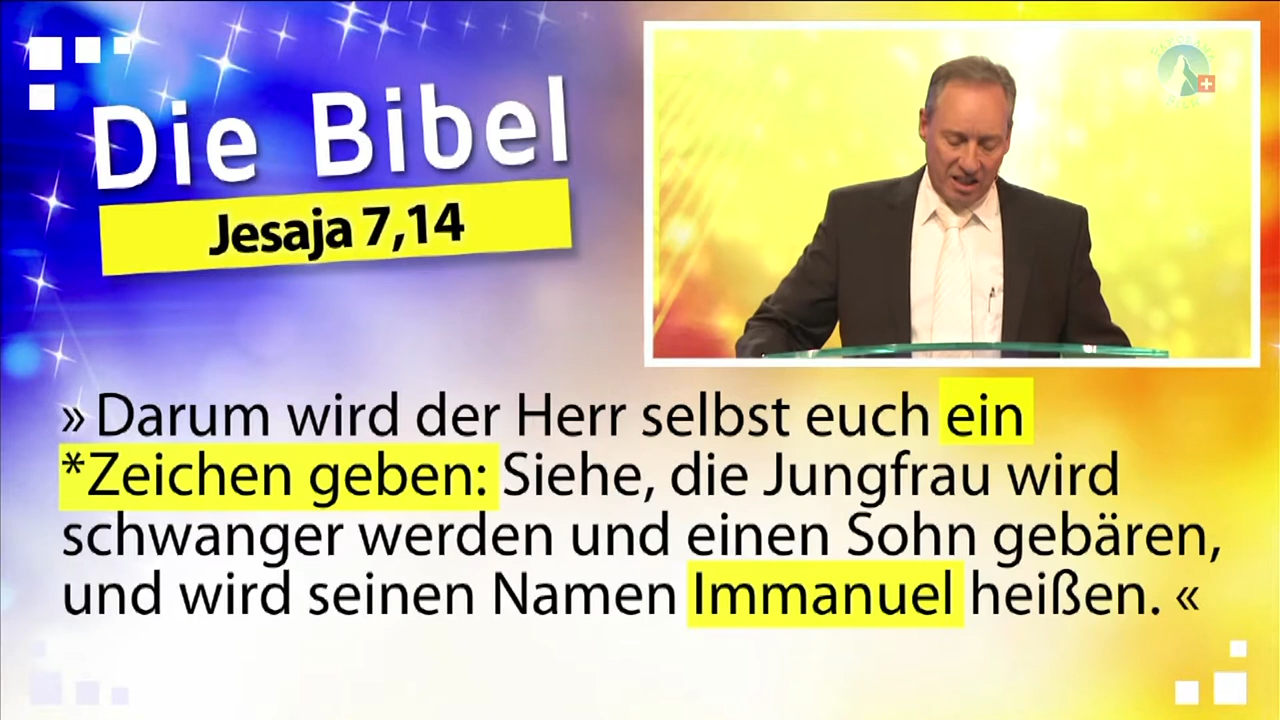 Die Bibel
Jesaja 7,14
» Darum wird der Herr selbst euch ein
*Zeichen geben: Siehe, die Jungfrau wird
schwanger werden und einen Sohn gebären,
und wird seinen Namen Immanuel heißen. «